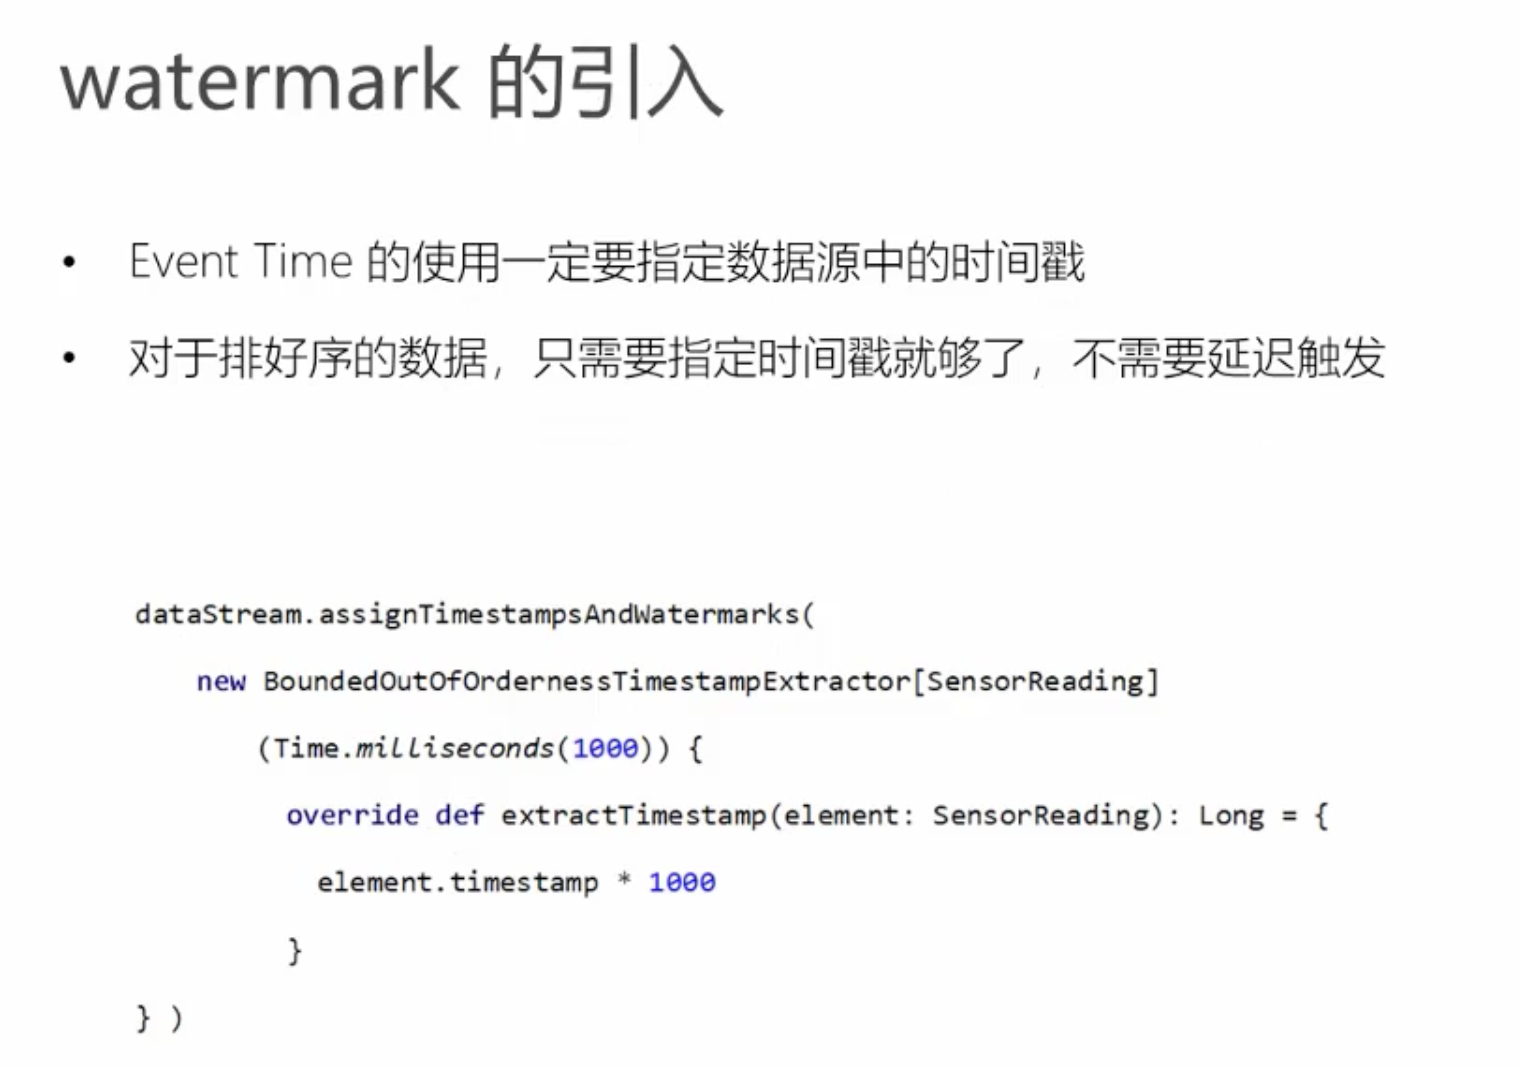 watermark 的引入
• Event Time 的使用一定要指定数据源中的时间戳
• 对于排好序的数据，只需要指定时间戳就够了，不需要延迟触发
dataStream.assignTimestampsAndWatermarks(
new BoundedOutOfOrdernessTimestampExtractor[SensorReading]
(Time.milliseconds(1000)) {
override def extractTimestamp(element: SensorReading): Long = {
element.timestamp * 1000
}
} )